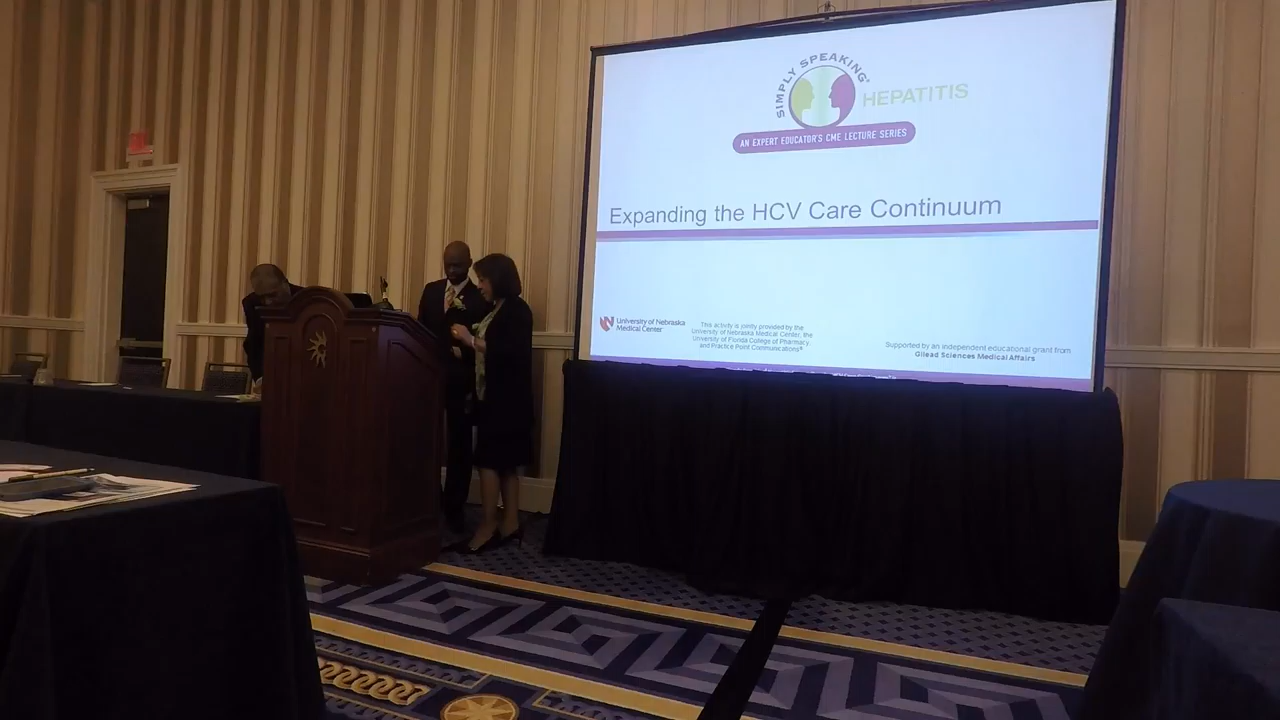 SIMPLY SPEAKING®
HEPATITIS
AN EXPERT EDUCATOR'S CME LECTURE SERIES
Expanding the HCV Care Continuum
University of Nebraska
Medical Center
This activity is jointly provided by the
University of Nebraska Medical Center, the
University of Florida College of Pharmacy,
and Practice Point Communications®
Supported by an independent educational grant from
Gilead Sciences Medical Affairs